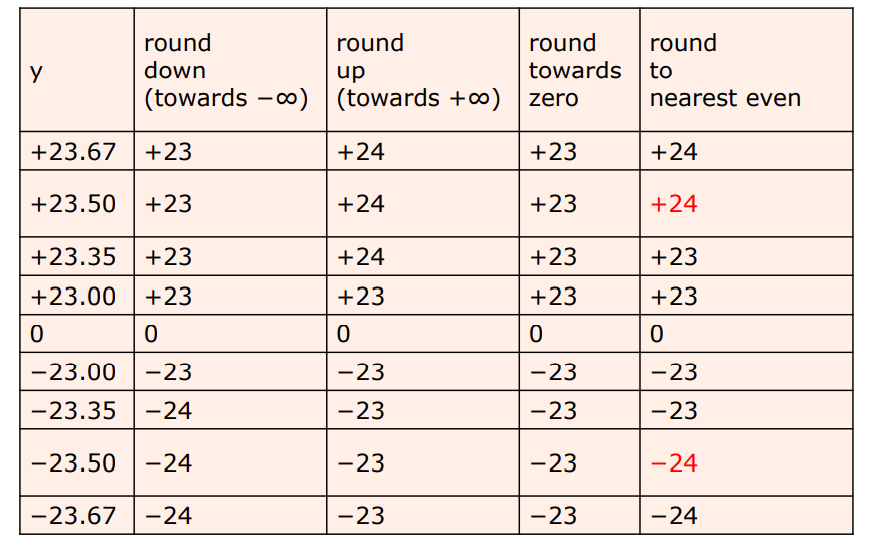 y
round
down
(towards −∞)
round
up
(towards +∞)
round
towards
zero
round
to
nearest even
+23.67 +23 +24 +23 +24
+23.50 +23 +24 +23 +24
+23.35 +23 +24 +23 +23
+23.00 +23 +23 +23 +23
0 0 0 0 0
−23.00 −23 −23 −23 −23
−23.35 −24 −23 −23 −23
−23.50 −24 −23 −23 −24
−23.67 −24 −23 −23 −24